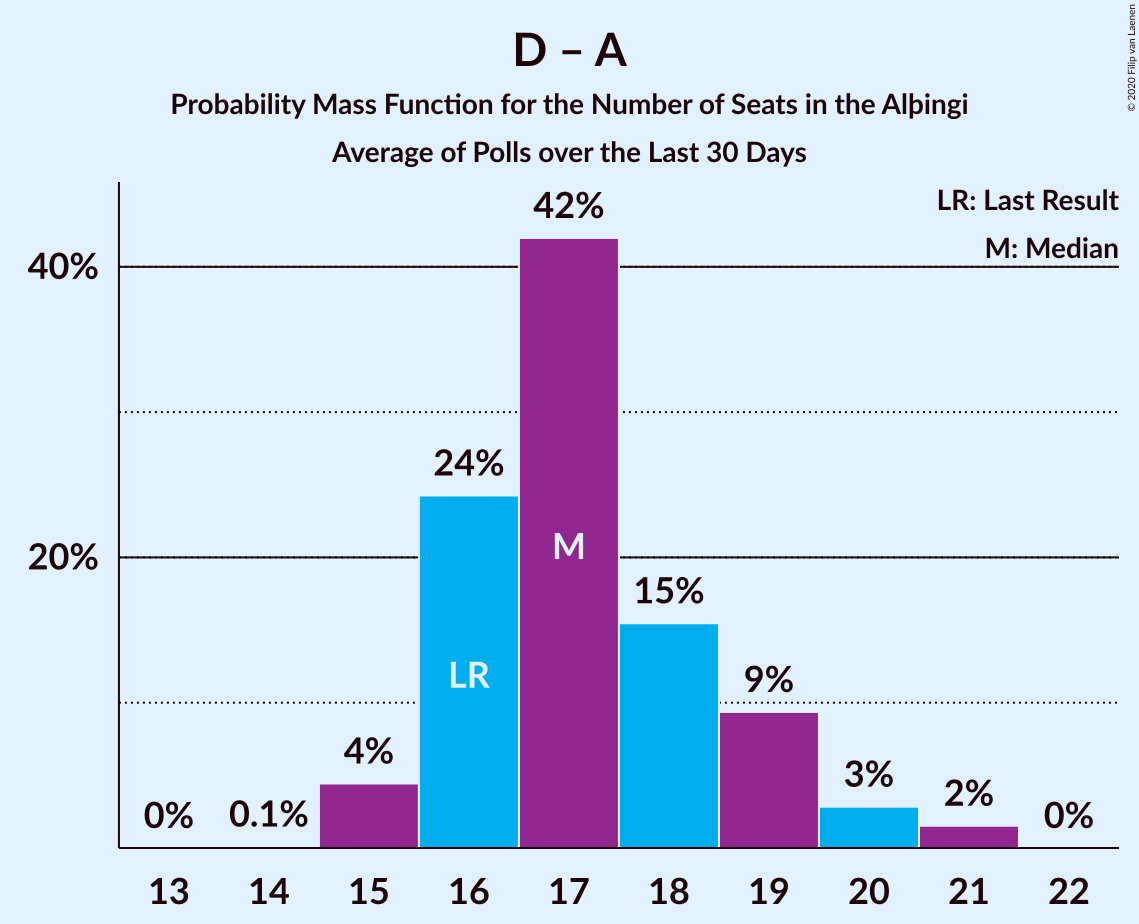 D – A
Probability Mass Function for the Number of Seats in the Alþingi
Average of Polls over the Last 30 Days
© 2020 Filip van Laenen
LR: Last Result
M: Median
40%
20%
0%
0.1%
4%
24%
42%
15%
9%
3%
2%
0%
LR
M
13 14 15 16 17 18 19 20 21 22